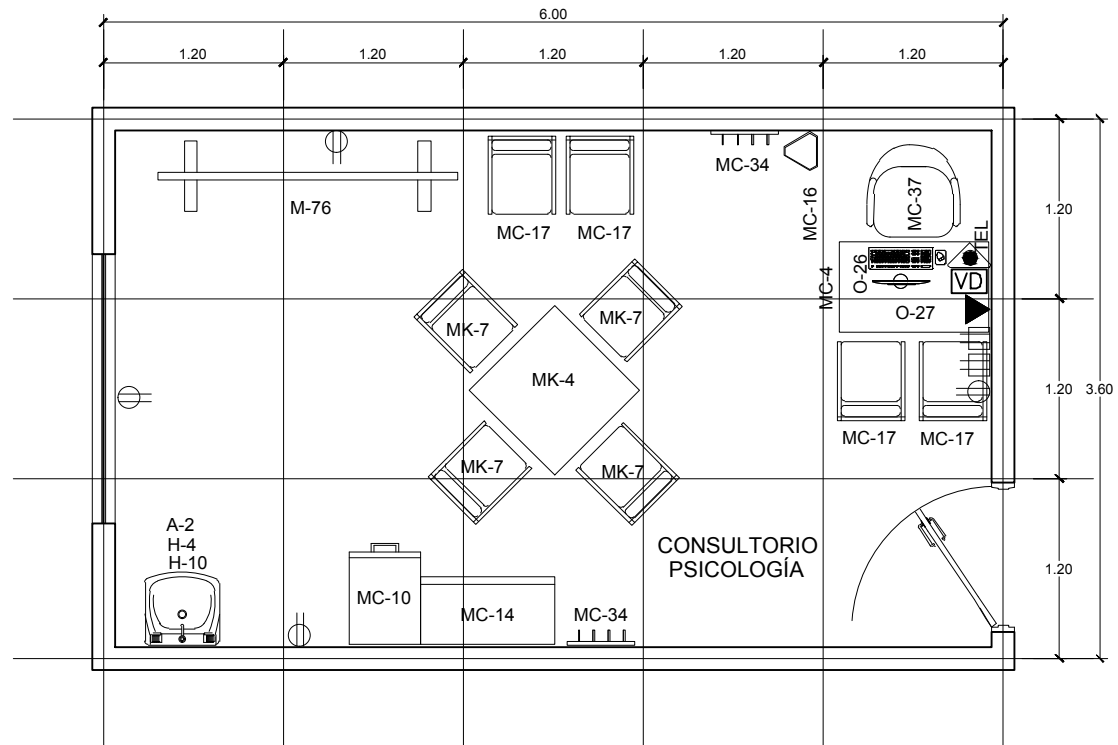 6.00
1.20
1.20
1.20
1.20
1.20
MC-34
M-76
MC-17
MC-17
MC-16
MC-37
TEL
1.20
MC-4
O-26
VD
O-27
MK-7
MK-7
MK-4
1.20
3.60
MC-17
MC-17
MK-7
MK-7
A-2
H-4
H-10
CONSULTORIO
PSICOLOGÍA
1.20
MC-10
MC-14
MC-34